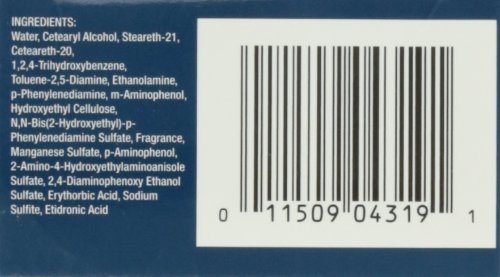 INGREDIENTS:
Water, Cetearyl Alcohol, Steareth-21,
Ceteareth-20,
1,2,4-Trihydroxybenzene,
Toluene-2,5-Diamine, Ethanolamine,
p-Phenylenediamine, m-Aminophenol,
Hydroxyethyl Cellulose,
N,N-Bis(2-Hydroxyethyl)-p-
Phenylenediamine Sulfate, Fragrance,
Manganese Sulfate, p-Aminophenol,
2-Amino-4-Hydroxyethylaminoanisole
Sulfate, 2,4-Diaminophenoxy Ethanol
Sulfate, Erythorbic Acid, Sodium
Sulfite, Etidronic Acid
0 11509 04319 1